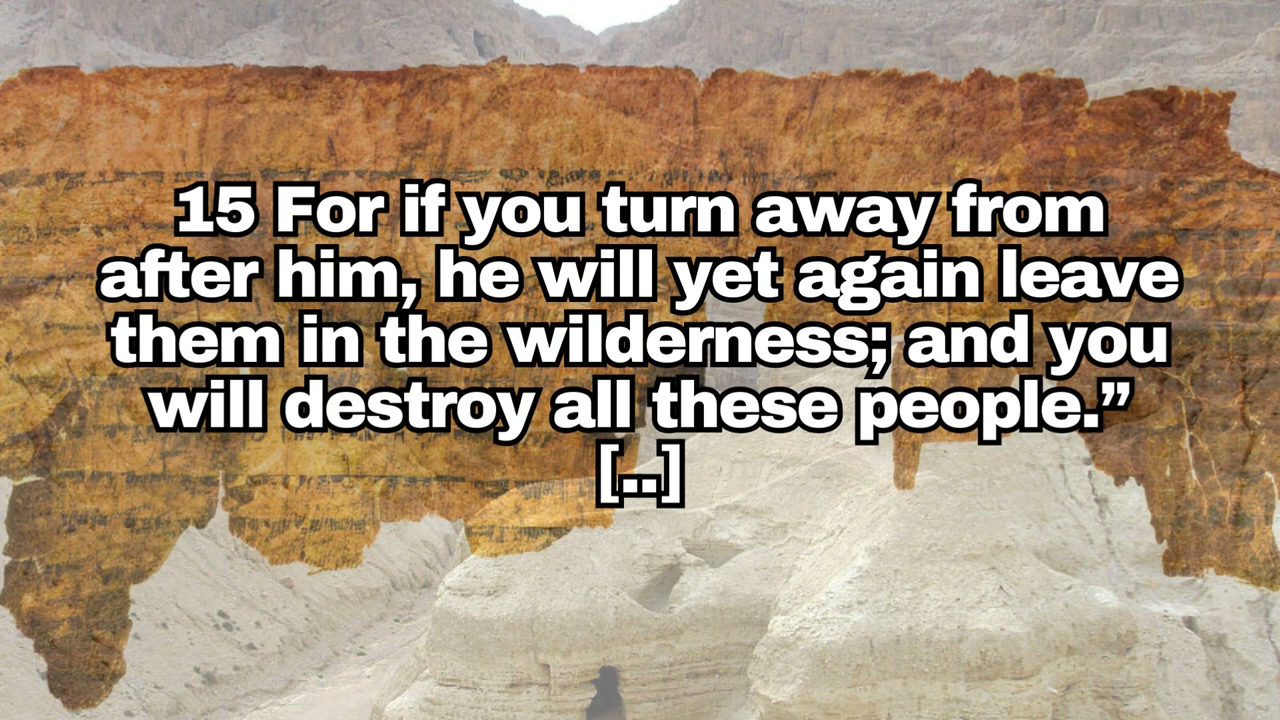 15 For if you turn away from
after him, he will yet again leave
them in the wilderness; and you
will destroy all these people.”
[..]